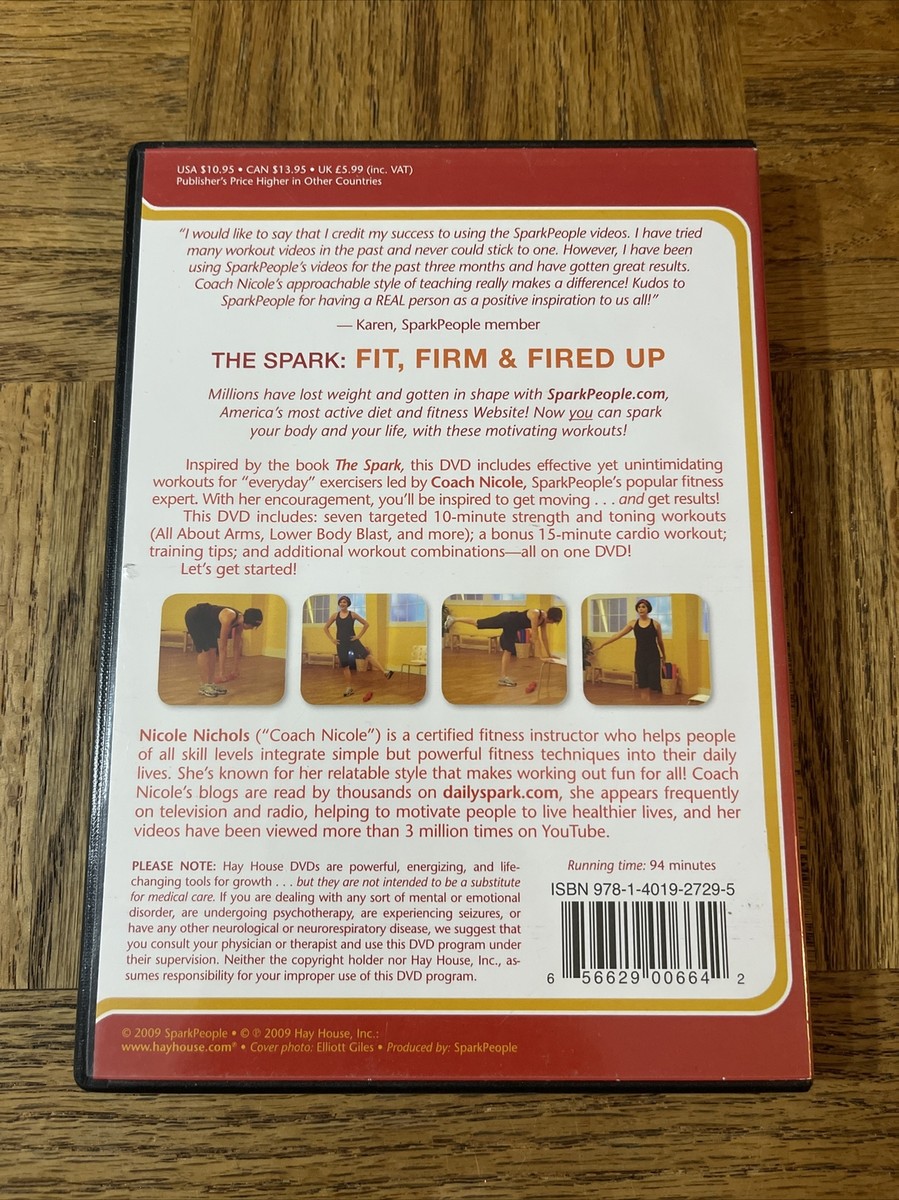 USA $10.95 • CAN $13.95 • UK £5.99 (inc. VAT)
Publisher's Price Higher in Other Countries
"I would like to say that I credit my success to using the SparkPeople videos. I have tried
many workout videos in the past and never could stick to one. However, I have been
using SparkPeople's videos for the past three months and have gotten great results.
Coach Nicole's approachable style of teaching really makes a difference! Kudos to
SparkPeople for having a REAL person as a positive inspiration to us all!"
— Karen, SparkPeople member
THE SPARK: FIT, FIRM & FIRED UP
Millions have lost weight and gotten in shape with SparkPeople.com,
America's most active diet and fitness Website! Now you can spark
your body and your life, with these motivating workouts!
Inspired by the book The Spark, this DVD includes effective yet unintimidating
workouts for "everyday" exercisers led by Coach Nicole, SparkPeople's popular fitness
expert. With her encouragement, you'll be inspired to get moving . . . and get results!
This DVD includes: seven targeted 10-minute strength and toning workouts
(All About Arms, Lower Body Blast, and more); a bonus 15-minute cardio workout;
training tips; and additional workout combinations—all on one DVD!
Let's get started!
Nicole Nichols ("Coach Nicole") is a certified fitness instructor who helps people
of all skill levels integrate simple but powerful fitness techniques into their daily
lives. She's known for her relatable style that makes working out fun for all! Coach
Nicole's blogs are read by thousands on dailyspark.com, she appears frequently
on television and radio, helping to motivate people to live healthier lives, and her
videos have been viewed more than 3 million times on YouTube.
PLEASE NOTE: Hay House DVDs are powerful, energizing, and life-
changing tools for growth . . . but they are not intended to be a substitute
for medical care. If you are dealing with any sort of mental or emotional
disorder, are undergoing psychotherapy, are experiencing seizures, or
have any other neurological or neurorespiratory disease, we suggest that
you consult your physician or therapist and use this DVD program under
their supervision. Neither the copyright holder nor Hay House, Inc., as-
sumes responsibility for your improper use of this DVD program.
Running time: 94 minutes
ISBN 978-1-4019-2729-5
6 56629 00664 2
© 2009 SparkPeople • © ℗ 2009 Hay House, Inc.:
www.hayhouse.com® • Cover photo: Elliott Giles • Produced by: SparkPeople